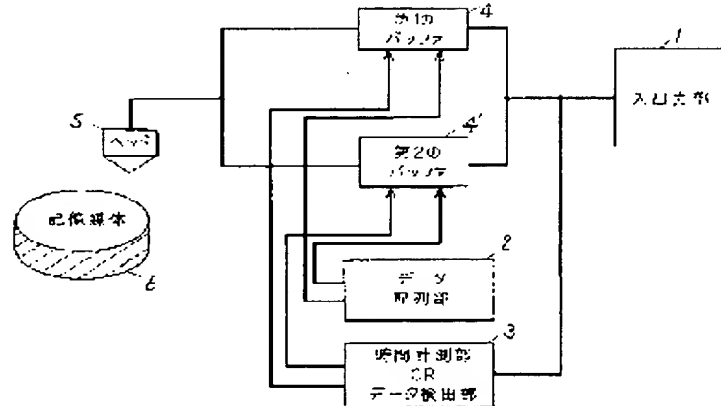 第1の
バッファ
4
1
入出力部
5
ヘッド
4'
第2の
バッファ
記憶媒体
6
2
データ
配列部
3
時間計測部
OR
データ検出部